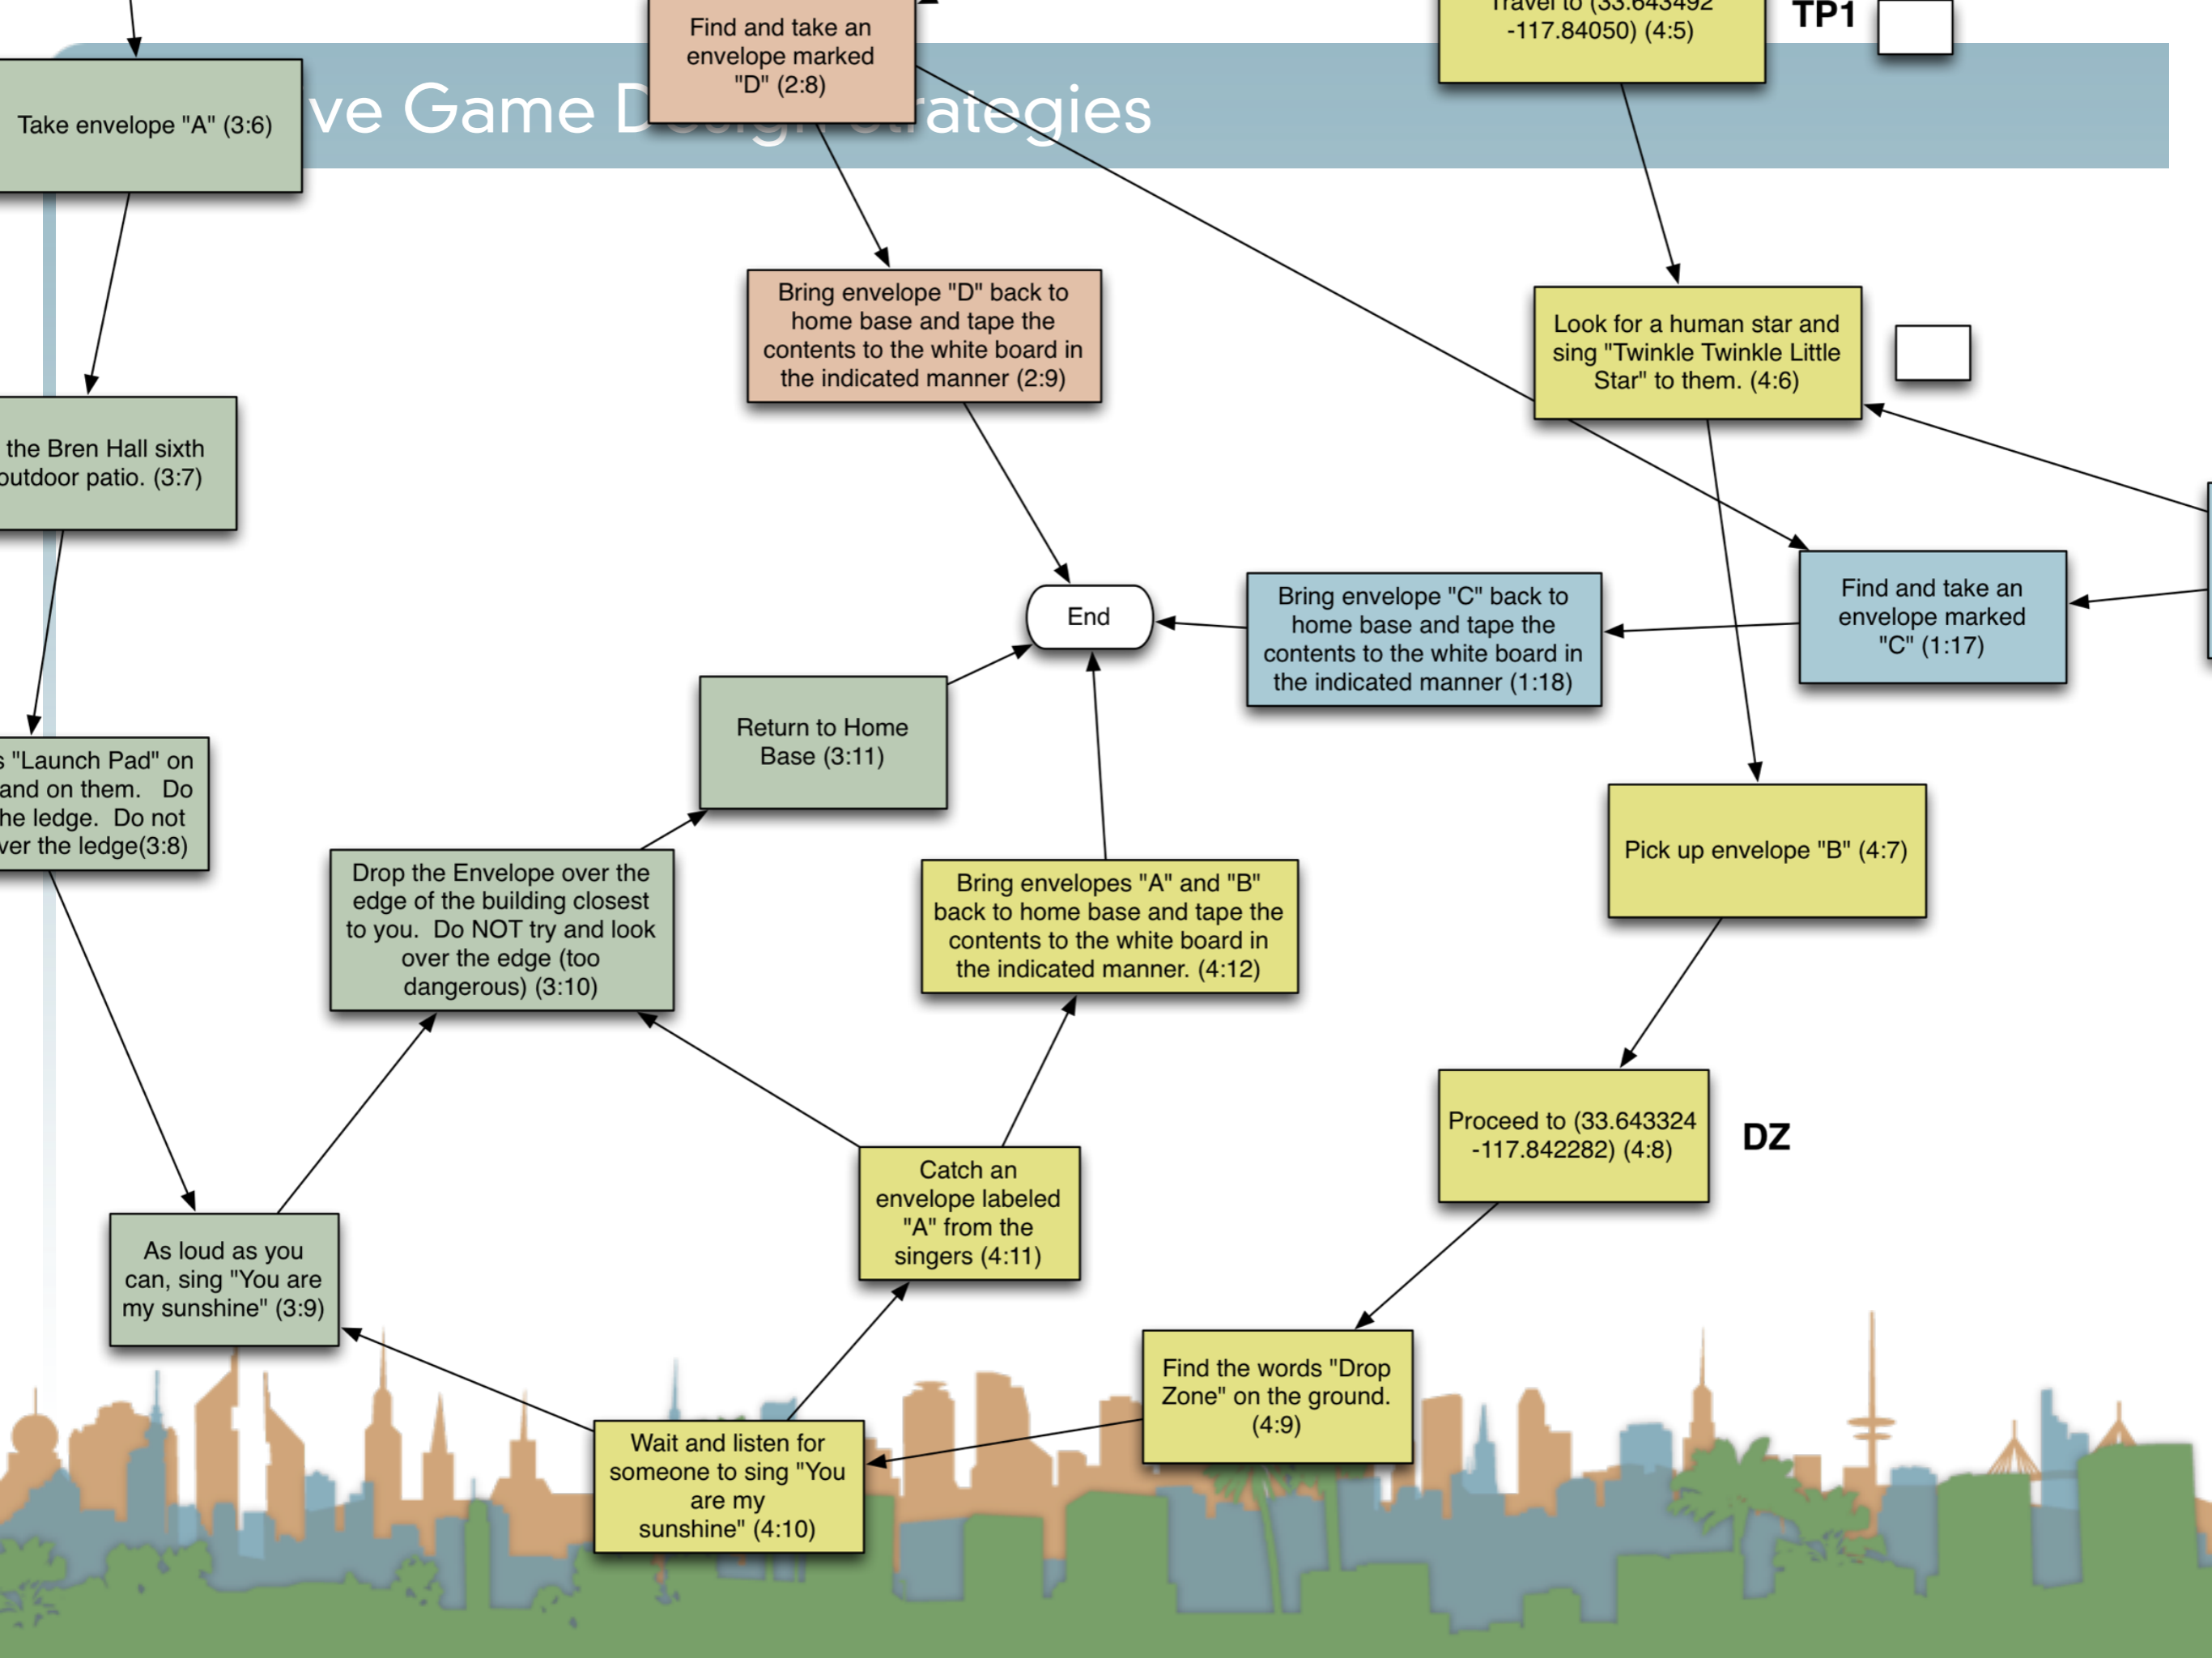 Travel to (33.643492
-117.84050) (4:5)
TP1
Find and take an
envelope marked
"D" (2:8)
ve Game Design Strategies
Take envelope "A" (3:6)
Bring envelope "D" back to
home base and tape the
contents to the white board in
the indicated manner (2:9)
Look for a human star and
sing "Twinkle Twinkle Little
Star" to them. (4:6)
the Bren Hall sixth
outdoor patio. (3:7)
End
Bring envelope "C" back to
home base and tape the
contents to the white board in
the indicated manner (1:18)
Find and take an
envelope marked
"C" (1:17)
Return to Home
Base (3:11)
s "Launch Pad" on
and on them. Do
he ledge. Do not
ver the ledge(3:8)
Pick up envelope "B" (4:7)
Drop the Envelope over the
edge of the building closest
to you. Do NOT try and look
over the edge (too
dangerous) (3:10)
Bring envelopes "A" and "B"
back to home base and tape the
contents to the white board in
the indicated manner. (4:12)
Proceed to (33.643324
-117.842282) (4:8)
DZ
Catch an
envelope labeled
"A" from the
singers (4:11)
As loud as you
can, sing "You are
my sunshine" (3:9)
Find the words "Drop
Zone" on the ground.
(4:9)
Wait and listen for
someone to sing "You
are my
sunshine" (4:10)